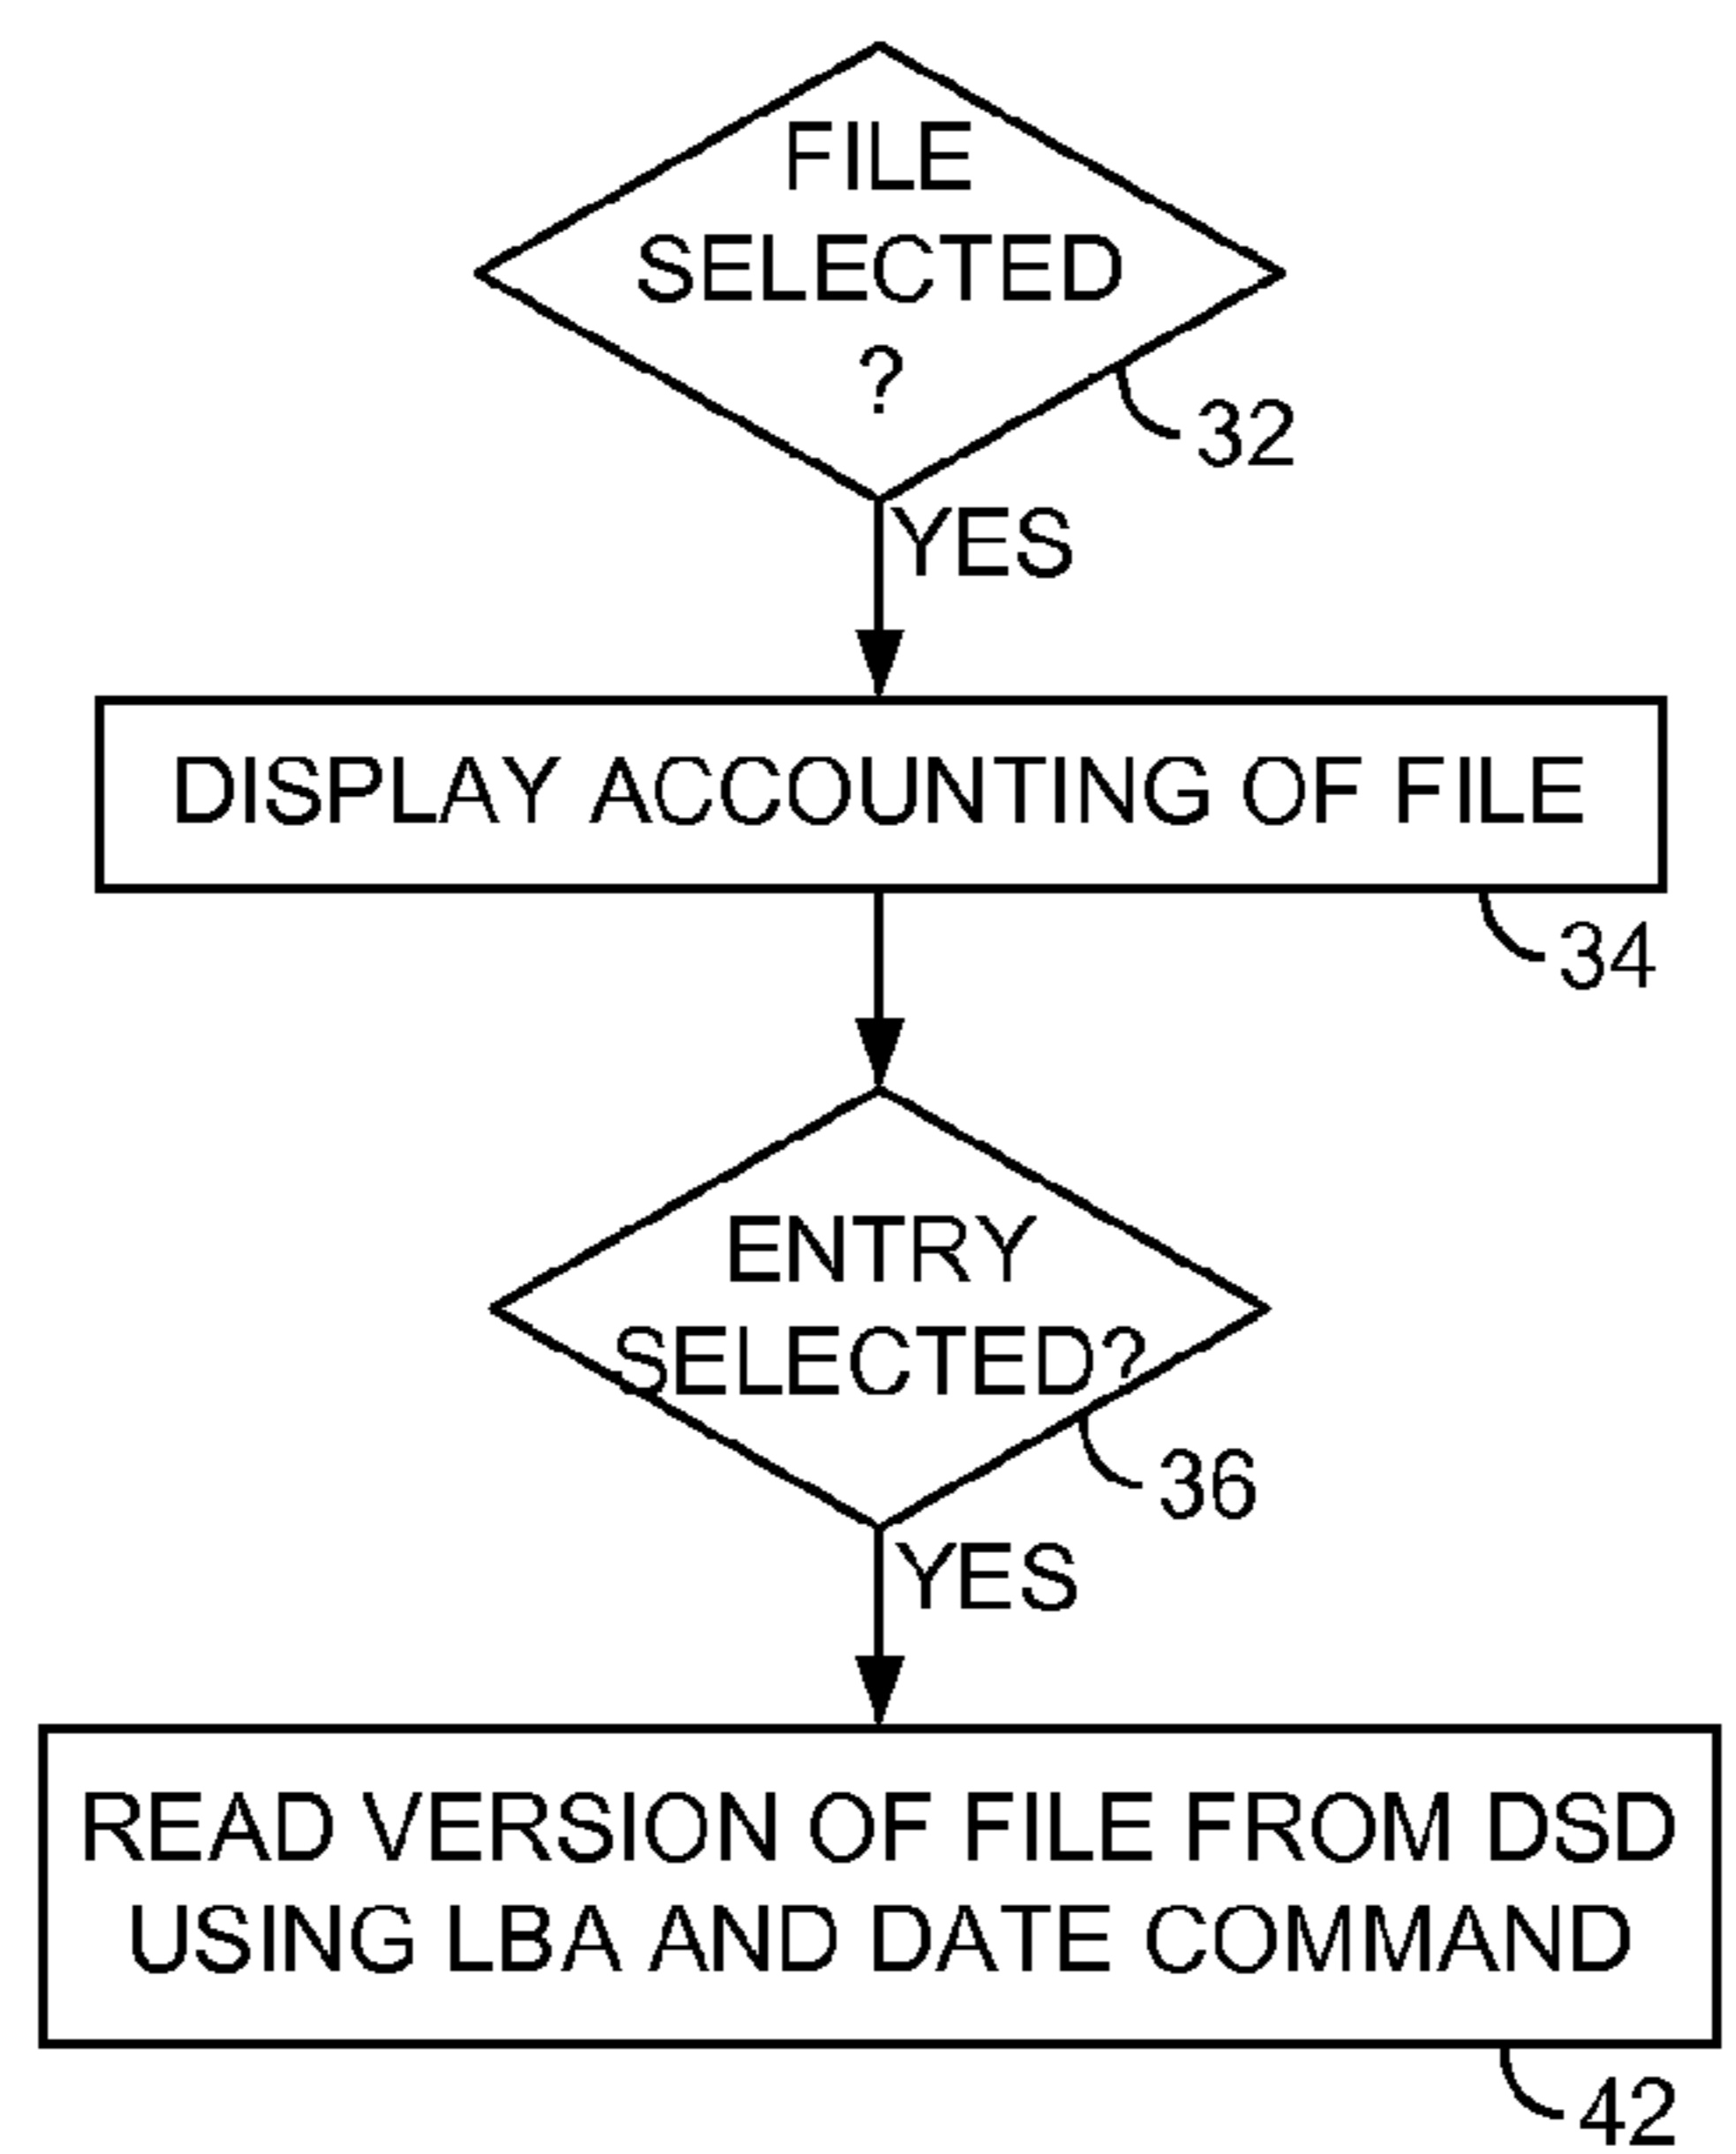 FILE
SELECTED
?
32
YES
DISPLAY ACCOUNTING OF FILE
34
ENTRY
SELECTED?
36
YES
READ VERSION OF FILE FROM DSD
USING LBA AND DATE COMMAND
42